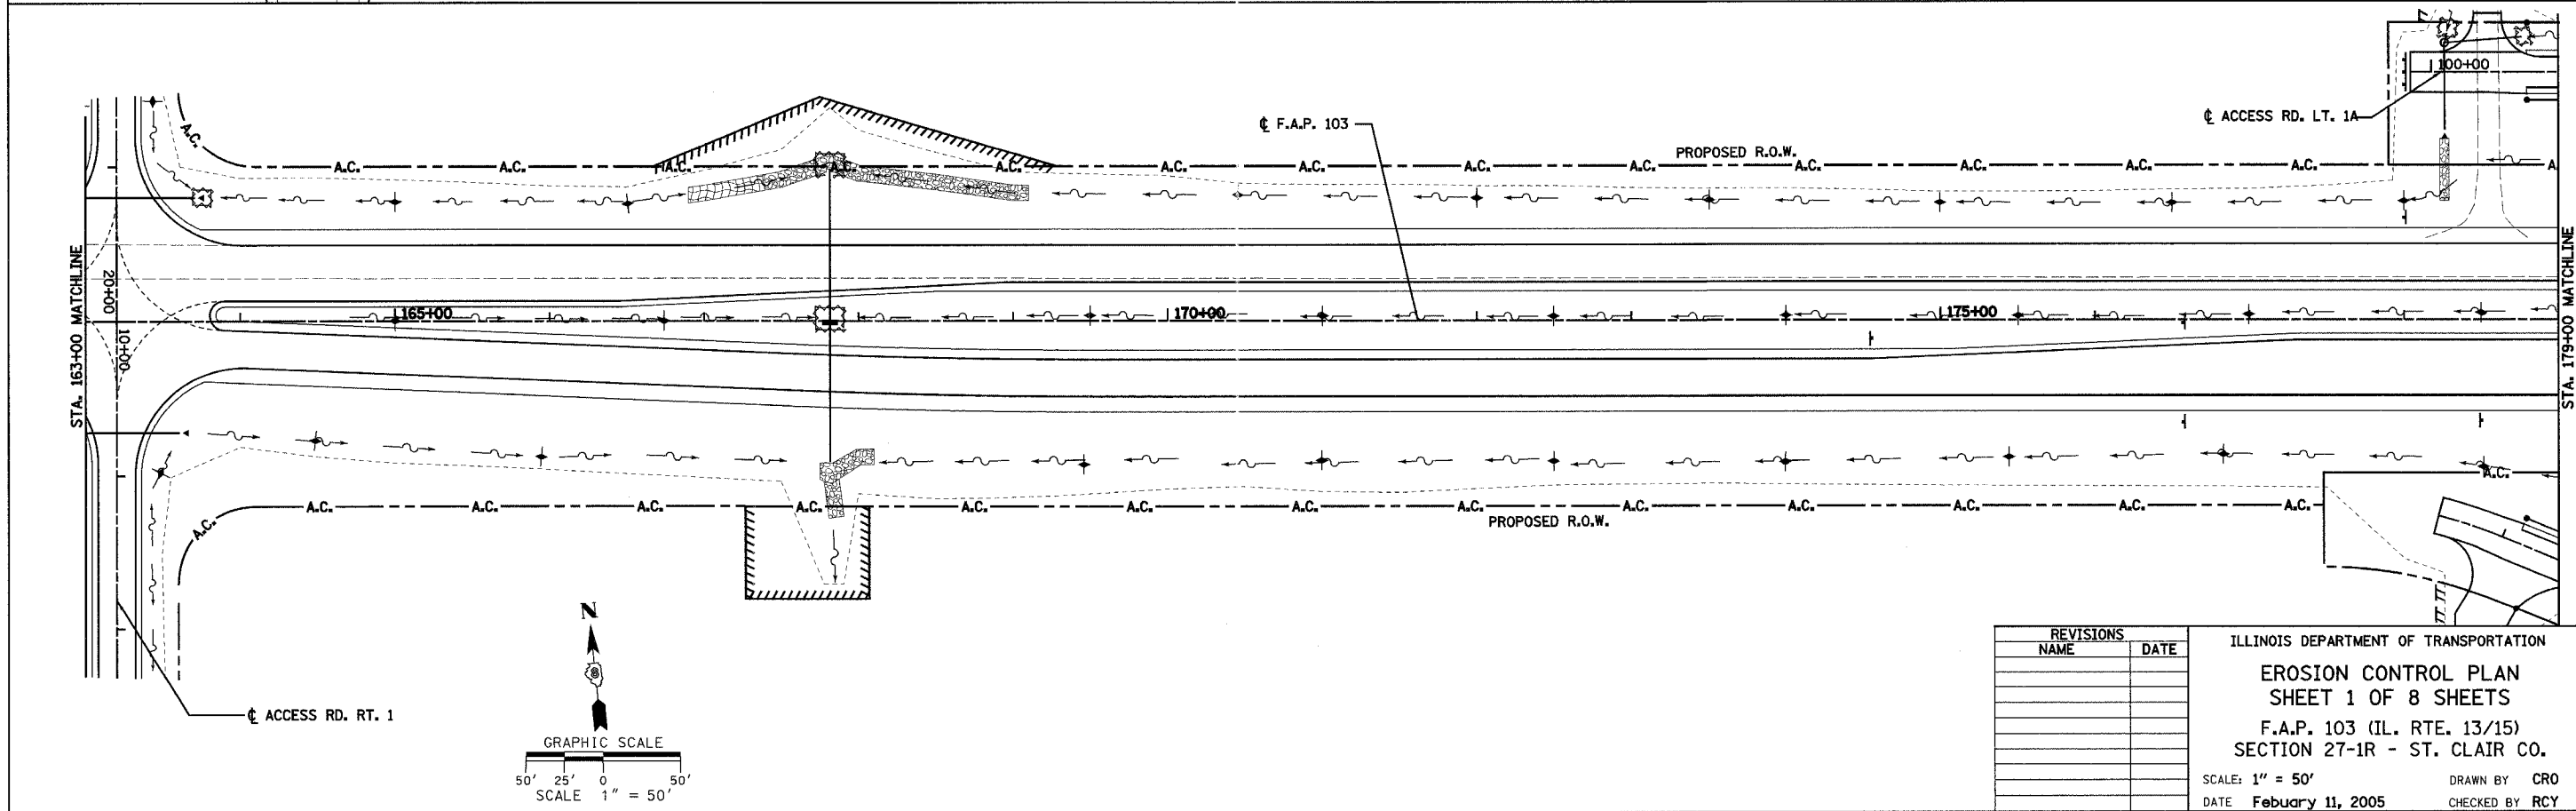 100+00
℄ ACCESS RD. LT. 1A
℄ F.A.P. 103
A.C.
PROPOSED R.O.W.
A.C. A.C. A.C. A.C. A.C. A.C. A.C. A.C. A.C. A.C. A.C. A.C. A.C. A.
STA. 163+00 MATCHLINE
20+00
10+00
165+00
170+00
175+00
STA. 179+00 MATCHLINE
A.C.
A.C.
A.C. A.C. A.C. A.C. A.C. A.C. A.C. A.C. A.C. A.C. A.C. A.C. A.C.
PROPOSED R.O.W.
N
℄ ACCESS RD. RT. 1
GRAPHIC SCALE
50' 25' 0 50'
SCALE 1" = 50'
REVISIONS
NAME DATE
ILLINOIS DEPARTMENT OF TRANSPORTATION
EROSION CONTROL PLAN
SHEET 1 OF 8 SHEETS
F.A.P. 103 (IL. RTE. 13/15)
SECTION 27-1R - ST. CLAIR CO.
SCALE: 1" = 50' DRAWN BY CRO
DATE Febuary 11, 2005 CHECKED BY RCY